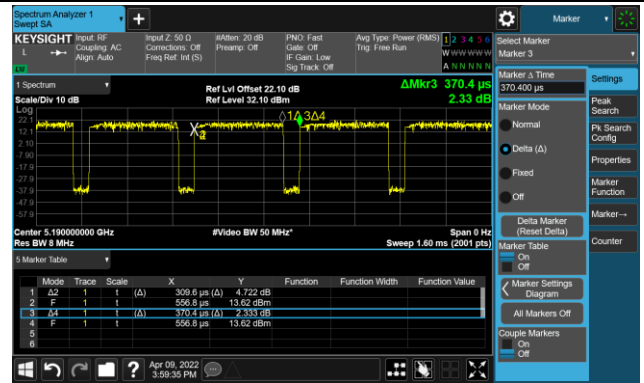 Spectrum Analyzer 1
Swept SA
Marker
KEYSIGHT
L
Input: RF
Coupling: AC
Align: Auto
Input Z: 50 Ω
Corrections: Off
Freq Ref: Int (S)
#Atten: 20 dB
Preamp: Off
PNO: Fast
Gate: Off
IF Gain: Low
Sig Track: Off
Avg Type: Power (RMS)
Trig: Free Run
1 2 3 4 5 6
W W W W W W
A N N N N N
Select Marker
Marker 3
1 Spectrum
Ref Lvl Offset 22.10 dB
ΔMkr3 370.4 µs
Scale/Div 10 dB
Ref Level 32.10 dBm
2.33 dB
Log
22.1
12.1
2.10
-7.90
-17.9
-27.9
-37.9
-47.9
-57.9
1Δ2 3Δ4
Center 5.190000000 GHz
#Video BW 50 MHz*
Span 0 Hz
Res BW 8 MHz
Sweep 1.60 ms (2001 pts)
5 Marker Table
Mode Trace Scale X Y Function Function Width Function Value
1 Δ2 1 t (Δ) 309.6 µs (Δ) 4.722 dB
2 F 1 t 556.8 µs 13.62 dBm
3 Δ4 1 t (Δ) 370.4 µs (Δ) 2.333 dB
4 F 1 t 556.8 µs 13.62 dBm
5
6
Marker Δ Time
370.400 µs
Marker Mode
Normal
Delta (Δ)
Fixed
Off
Delta Marker
(Reset Delta)
Marker Table
On
Off
Marker Settings
Diagram
All Markers Off
Couple Markers
On
Off
Settings
Peak
Search
Pk Search
Config
Properties
Marker
Function
Marker→
Counter
?
Apr 09, 2022
3:59:35 PM